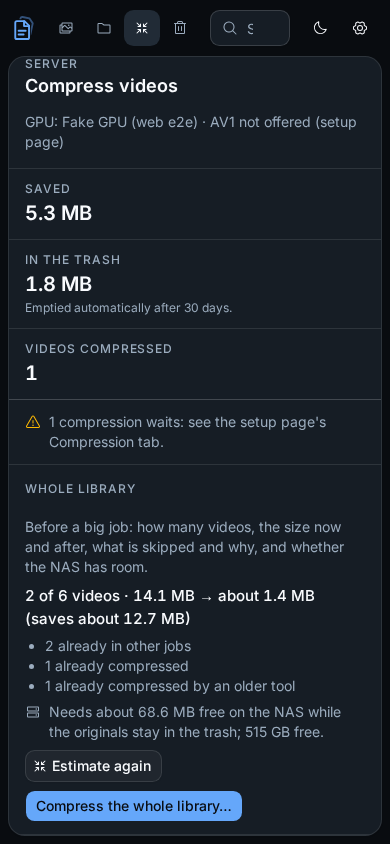 S
SERVER
Compress videos
GPU: Fake GPU (web e2e) · AV1 not offered (setup
page)
SAVED
5.3 MB
IN THE TRASH
1.8 MB
Emptied automatically after 30 days.
VIDEOS COMPRESSED
1
1 compression waits: see the setup page's
Compression tab.
WHOLE LIBRARY
Before a big job: how many videos, the size now
and after, what is skipped and why, and whether
the NAS has room.
2 of 6 videos · 14.1 MB → about 1.4 MB
(saves about 12.7 MB)
• 2 already in other jobs
• 1 already compressed
• 1 already compressed by an older tool
Needs about 68.6 MB free on the NAS while
the originals stay in the trash; 515 GB free.
Estimate again
Compress the whole library...